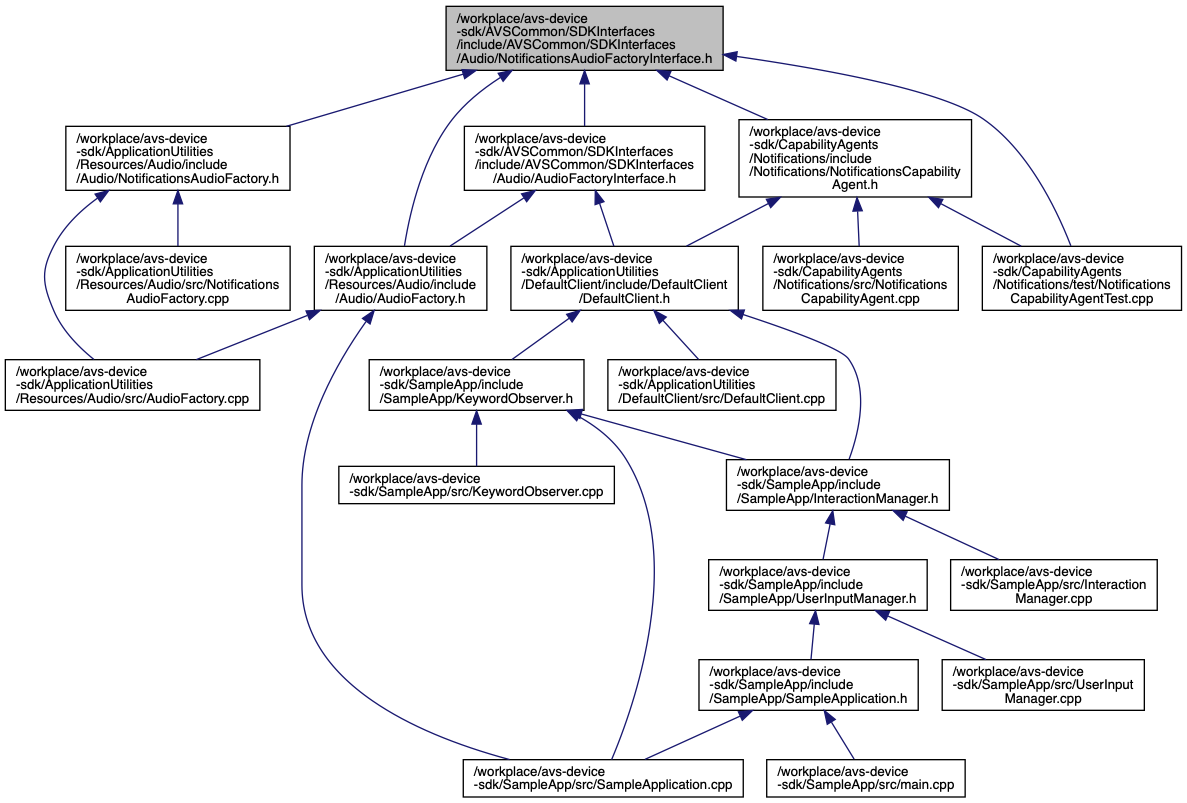 /workplace/avs-device
-sdk/AVSCommon/SDKInterfaces
/include/AVSCommon/SDKInterfaces
/Audio/NotificationsAudioFactoryInterface.h
/workplace/avs-device
-sdk/ApplicationUtilities
/Resources/Audio/include
/Audio/NotificationsAudioFactory.h
/workplace/avs-device
-sdk/AVSCommon/SDKInterfaces
/include/AVSCommon/SDKInterfaces
/Audio/AudioFactoryInterface.h
/workplace/avs-device
-sdk/CapabilityAgents
/Notifications/include
/Notifications/NotificationsCapability
Agent.h
/workplace/avs-device
-sdk/ApplicationUtilities
/Resources/Audio/src/Notifications
AudioFactory.cpp
/workplace/avs-device
-sdk/ApplicationUtilities
/Resources/Audio/include
/Audio/AudioFactory.h
/workplace/avs-device
-sdk/ApplicationUtilities
/DefaultClient/include/DefaultClient
/DefaultClient.h
/workplace/avs-device
-sdk/CapabilityAgents
/Notifications/src/Notifications
CapabilityAgent.cpp
/workplace/avs-device
-sdk/CapabilityAgents
/Notifications/test/Notifications
CapabilityAgentTest.cpp
/workplace/avs-device
-sdk/ApplicationUtilities
/Resources/Audio/src/AudioFactory.cpp
/workplace/avs-device
-sdk/SampleApp/include
/SampleApp/KeywordObserver.h
/workplace/avs-device
-sdk/ApplicationUtilities
/DefaultClient/src/DefaultClient.cpp
/workplace/avs-device
-sdk/SampleApp/src/KeywordObserver.cpp
/workplace/avs-device
-sdk/SampleApp/include
/SampleApp/InteractionManager.h
/workplace/avs-device
-sdk/SampleApp/include
/SampleApp/UserInputManager.h
/workplace/avs-device
-sdk/SampleApp/src/Interaction
Manager.cpp
/workplace/avs-device
-sdk/SampleApp/include
/SampleApp/SampleApplication.h
/workplace/avs-device
-sdk/SampleApp/src/UserInput
Manager.cpp
/workplace/avs-device
-sdk/SampleApp/src/SampleApplication.cpp
/workplace/avs-device
-sdk/SampleApp/src/main.cpp